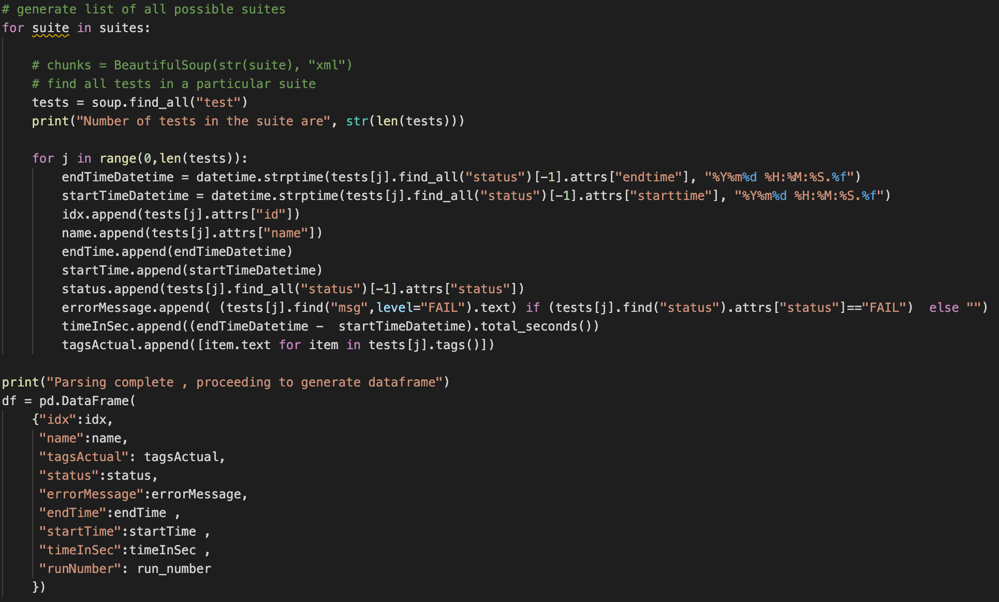 # generate list of all possible suites
for suite in suites:
# chunks = BeautifulSoup(str(suite), "xml")
# find all tests in a particular suite
tests = soup.find_all("test")
print("Number of tests in the suite are", str(len(tests)))
for j in range(0,len(tests)):
endTimeDatetime = datetime.strptime(tests[j].find_all("status")[-1].attrs["endtime"], "%Y%m%d %H:%M:%S.%f")
startTimeDatetime = datetime.strptime(tests[j].find_all("status")[-1].attrs["starttime"], "%Y%m%d %H:%M:%S.%f")
idx.append(tests[j].attrs["id"])
name.append(tests[j].attrs["name"])
endTime.append(endTimeDatetime)
startTime.append(startTimeDatetime)
status.append(tests[j].find_all("status")[-1].attrs["status"])
errorMessage.append( (tests[j].find("msg",level="FAIL").text) if (tests[j].find("status").attrs["status"]=="FAIL")  else "")
timeInSec.append((endTimeDatetime -  startTimeDatetime).total_seconds())
tagsActual.append([item.text for item in tests[j].tags()])
print("Parsing complete , proceeding to generate dataframe")
df = pd.DataFrame(
{"idx":idx,
"name":name,
"tagsActual": tagsActual,
"status":status,
"errorMessage":errorMessage,
"endTime":endTime ,
"startTime":startTime ,
"timeInSec":timeInSec ,
"runNumber": run_number
})